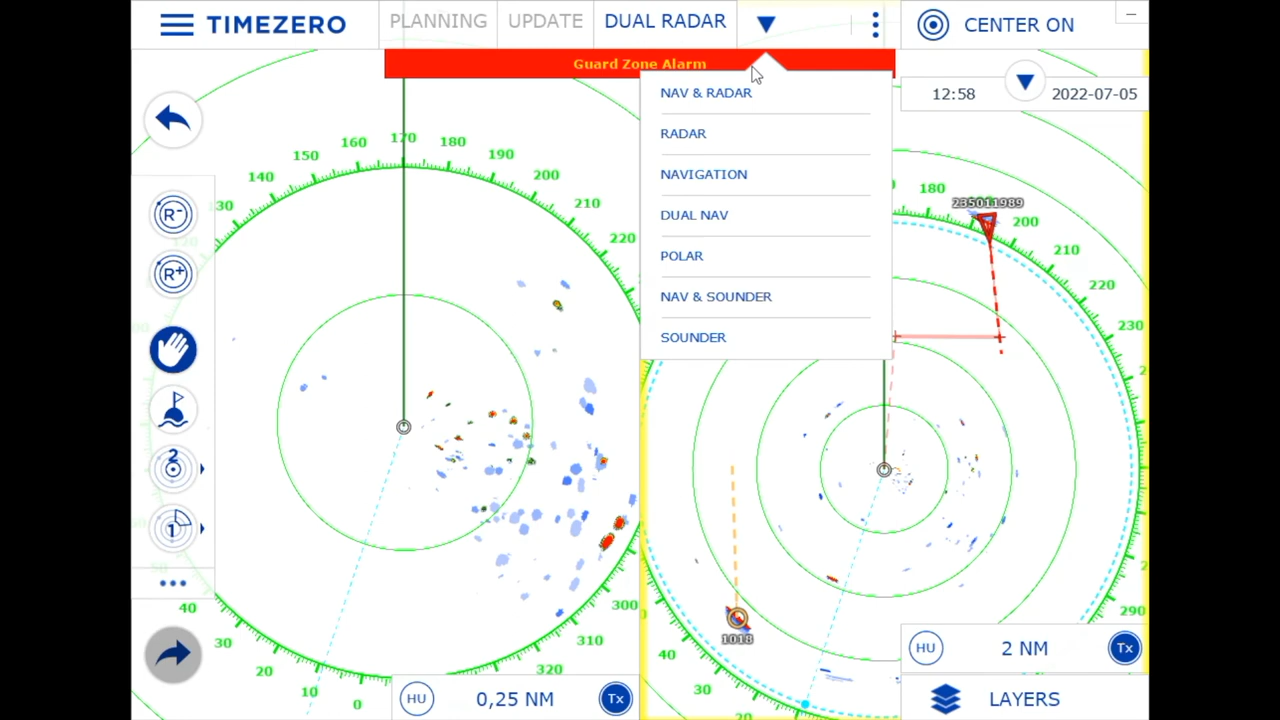 TIMEZERO
PLANNING
UPDATE
DUAL RADAR
CENTER ON
Guard Zone Alarm
NAV & RADAR
RADAR
NAVIGATION
DUAL NAV
POLAR
NAV & SOUNDER
SOUNDER
12:58
2022-07-05
R-
R+
2
1
30
140
150
160
170
180
190
200
210
220
300
310
320
0
10
20
30
40
HU
0,25 NM
Tx
180
235011989
200
210
220
230
290
1018
40
30
20
HU
2 NM
Tx
LAYERS